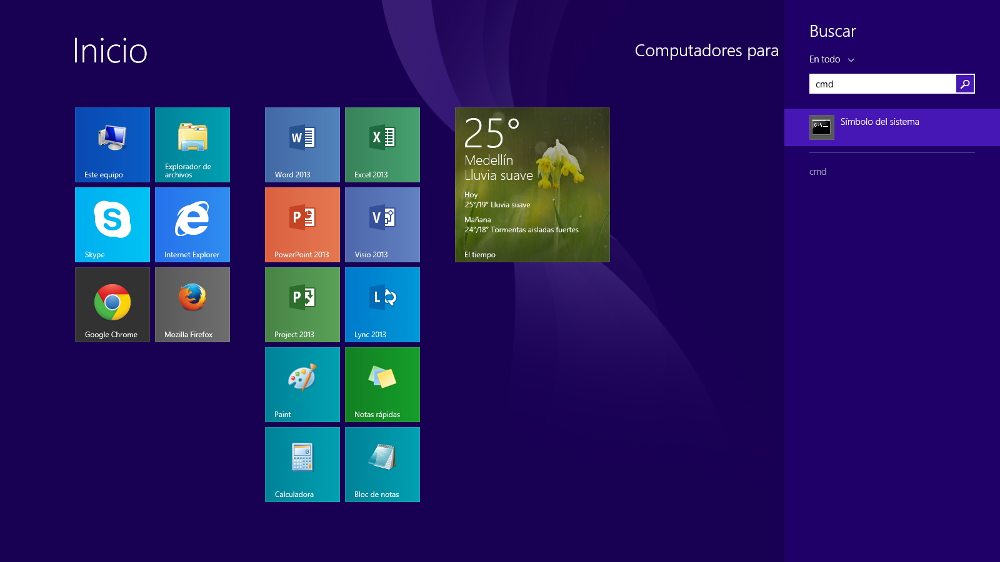 Inicio
Computadores para
Este equipo
Explorador de
archivos
Skype
Internet Explorer
Google Chrome
Mozilla Firefox
Word 2013
Excel 2013
PowerPoint 2013
Visio 2013
Project 2013
Lync 2013
Paint
Notas rápidas
Calculadora
Bloc de notas
25°
Medellín
Lluvia suave
Hoy
25°/19° Lluvia suave
Mañana
24°/18° Tormentas aisladas fuertes
El tiempo
Buscar
En todo
cmd
C:\_
Símbolo del sistema
cmd